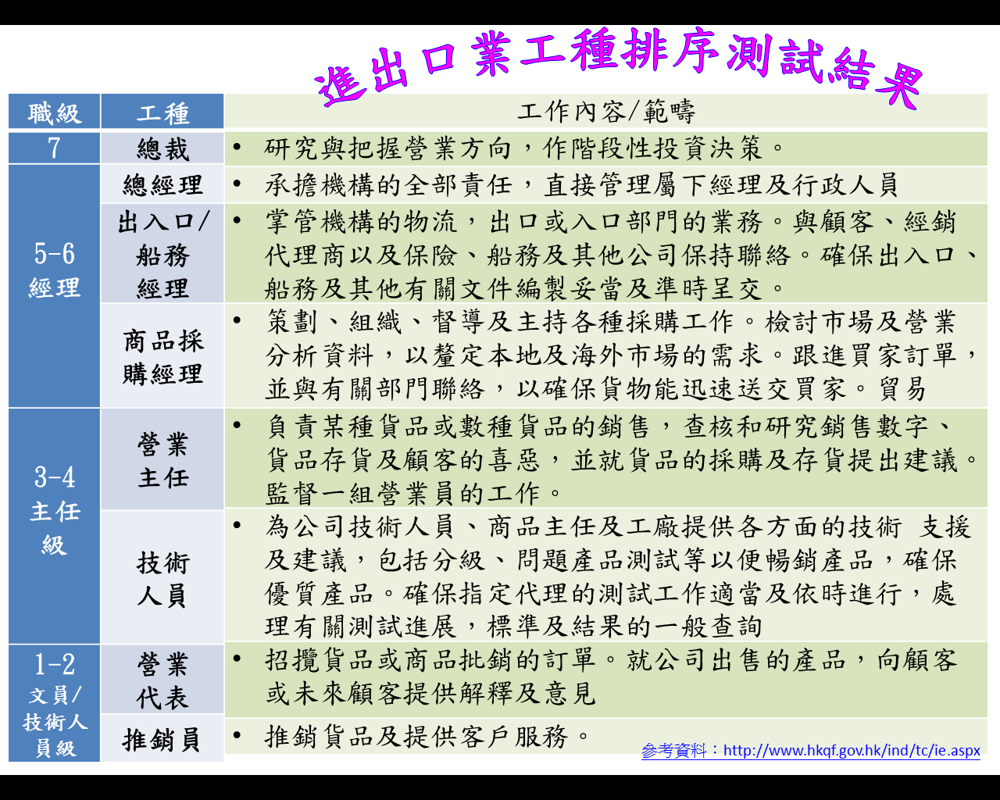 進出口業工種排序測試結果
職級
工種
工作內容/範疇
7
總裁
• 研究與把握營業方向，作階段性投資決策。
5-6
經理
總經理
• 承擔機構的全部責任，直接管理屬下經理及行政人員
出入口/
船務
經理
• 掌管機構的物流，出口或入口部門的業務。與顧客、經銷
代理商以及保險、船務及其他公司保持聯絡。確保出入口、
船務及其他有關文件編製妥當及準時呈交。
商品採
購經理
• 策劃、組織、督導及主持各種採購工作。檢討市場及營業
分析資料，以釐定本地及海外市場的需求。跟進買家訂單，
並與有關部門聯絡，以確保貨物能迅速送交買家。貿易
3-4
主任
級
營業
主任
• 負責某種貨品或數種貨品的銷售，查核和研究銷售數字、
貨品存貨及顧客的喜惡，並就貨品的採購及存貨提出建議。
監督一組營業員的工作。
技術
人員
• 為公司技術人員、商品主任及工廠提供各方面的技術 支援
及建議，包括分級、問題產品測試等以便暢銷產品，確保
優質產品。確保指定代理的測試工作適當及依時進行，處
理有關測試進展，標準及結果的一般查詢
1-2
文員/
技術人
員級
營業
代表
• 招攬貨品或商品批銷的訂單。就公司出售的產品，向顧客
或未來顧客提供解釋及意見
推銷員
• 推銷貨品及提供客戶服務。
參考資料：http://www.hkqf.gov.hk/ind/tc/ie.aspx